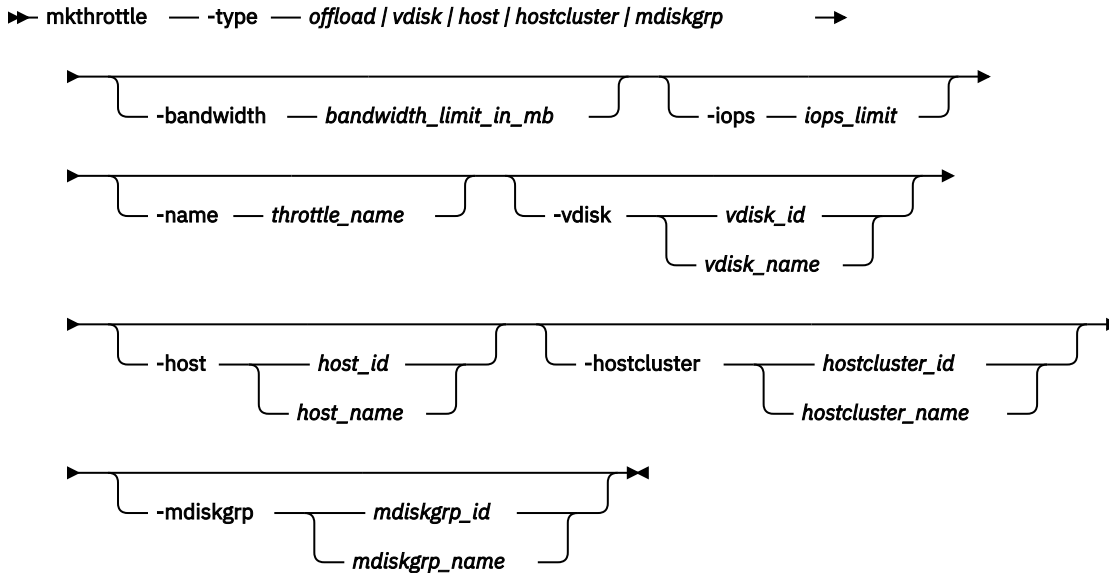 mkthrottle -type offload | vdisk | host | hostcluster | mdiskgrp
-bandwidth bandwidth_limit_in_mb -iops iops_limit
-name throttle_name -vdisk vdisk_id
vdisk_name
-host host_id -hostcluster hostcluster_id
host_name hostcluster_name
-mdiskgrp mdiskgrp_id
mdiskgrp_name